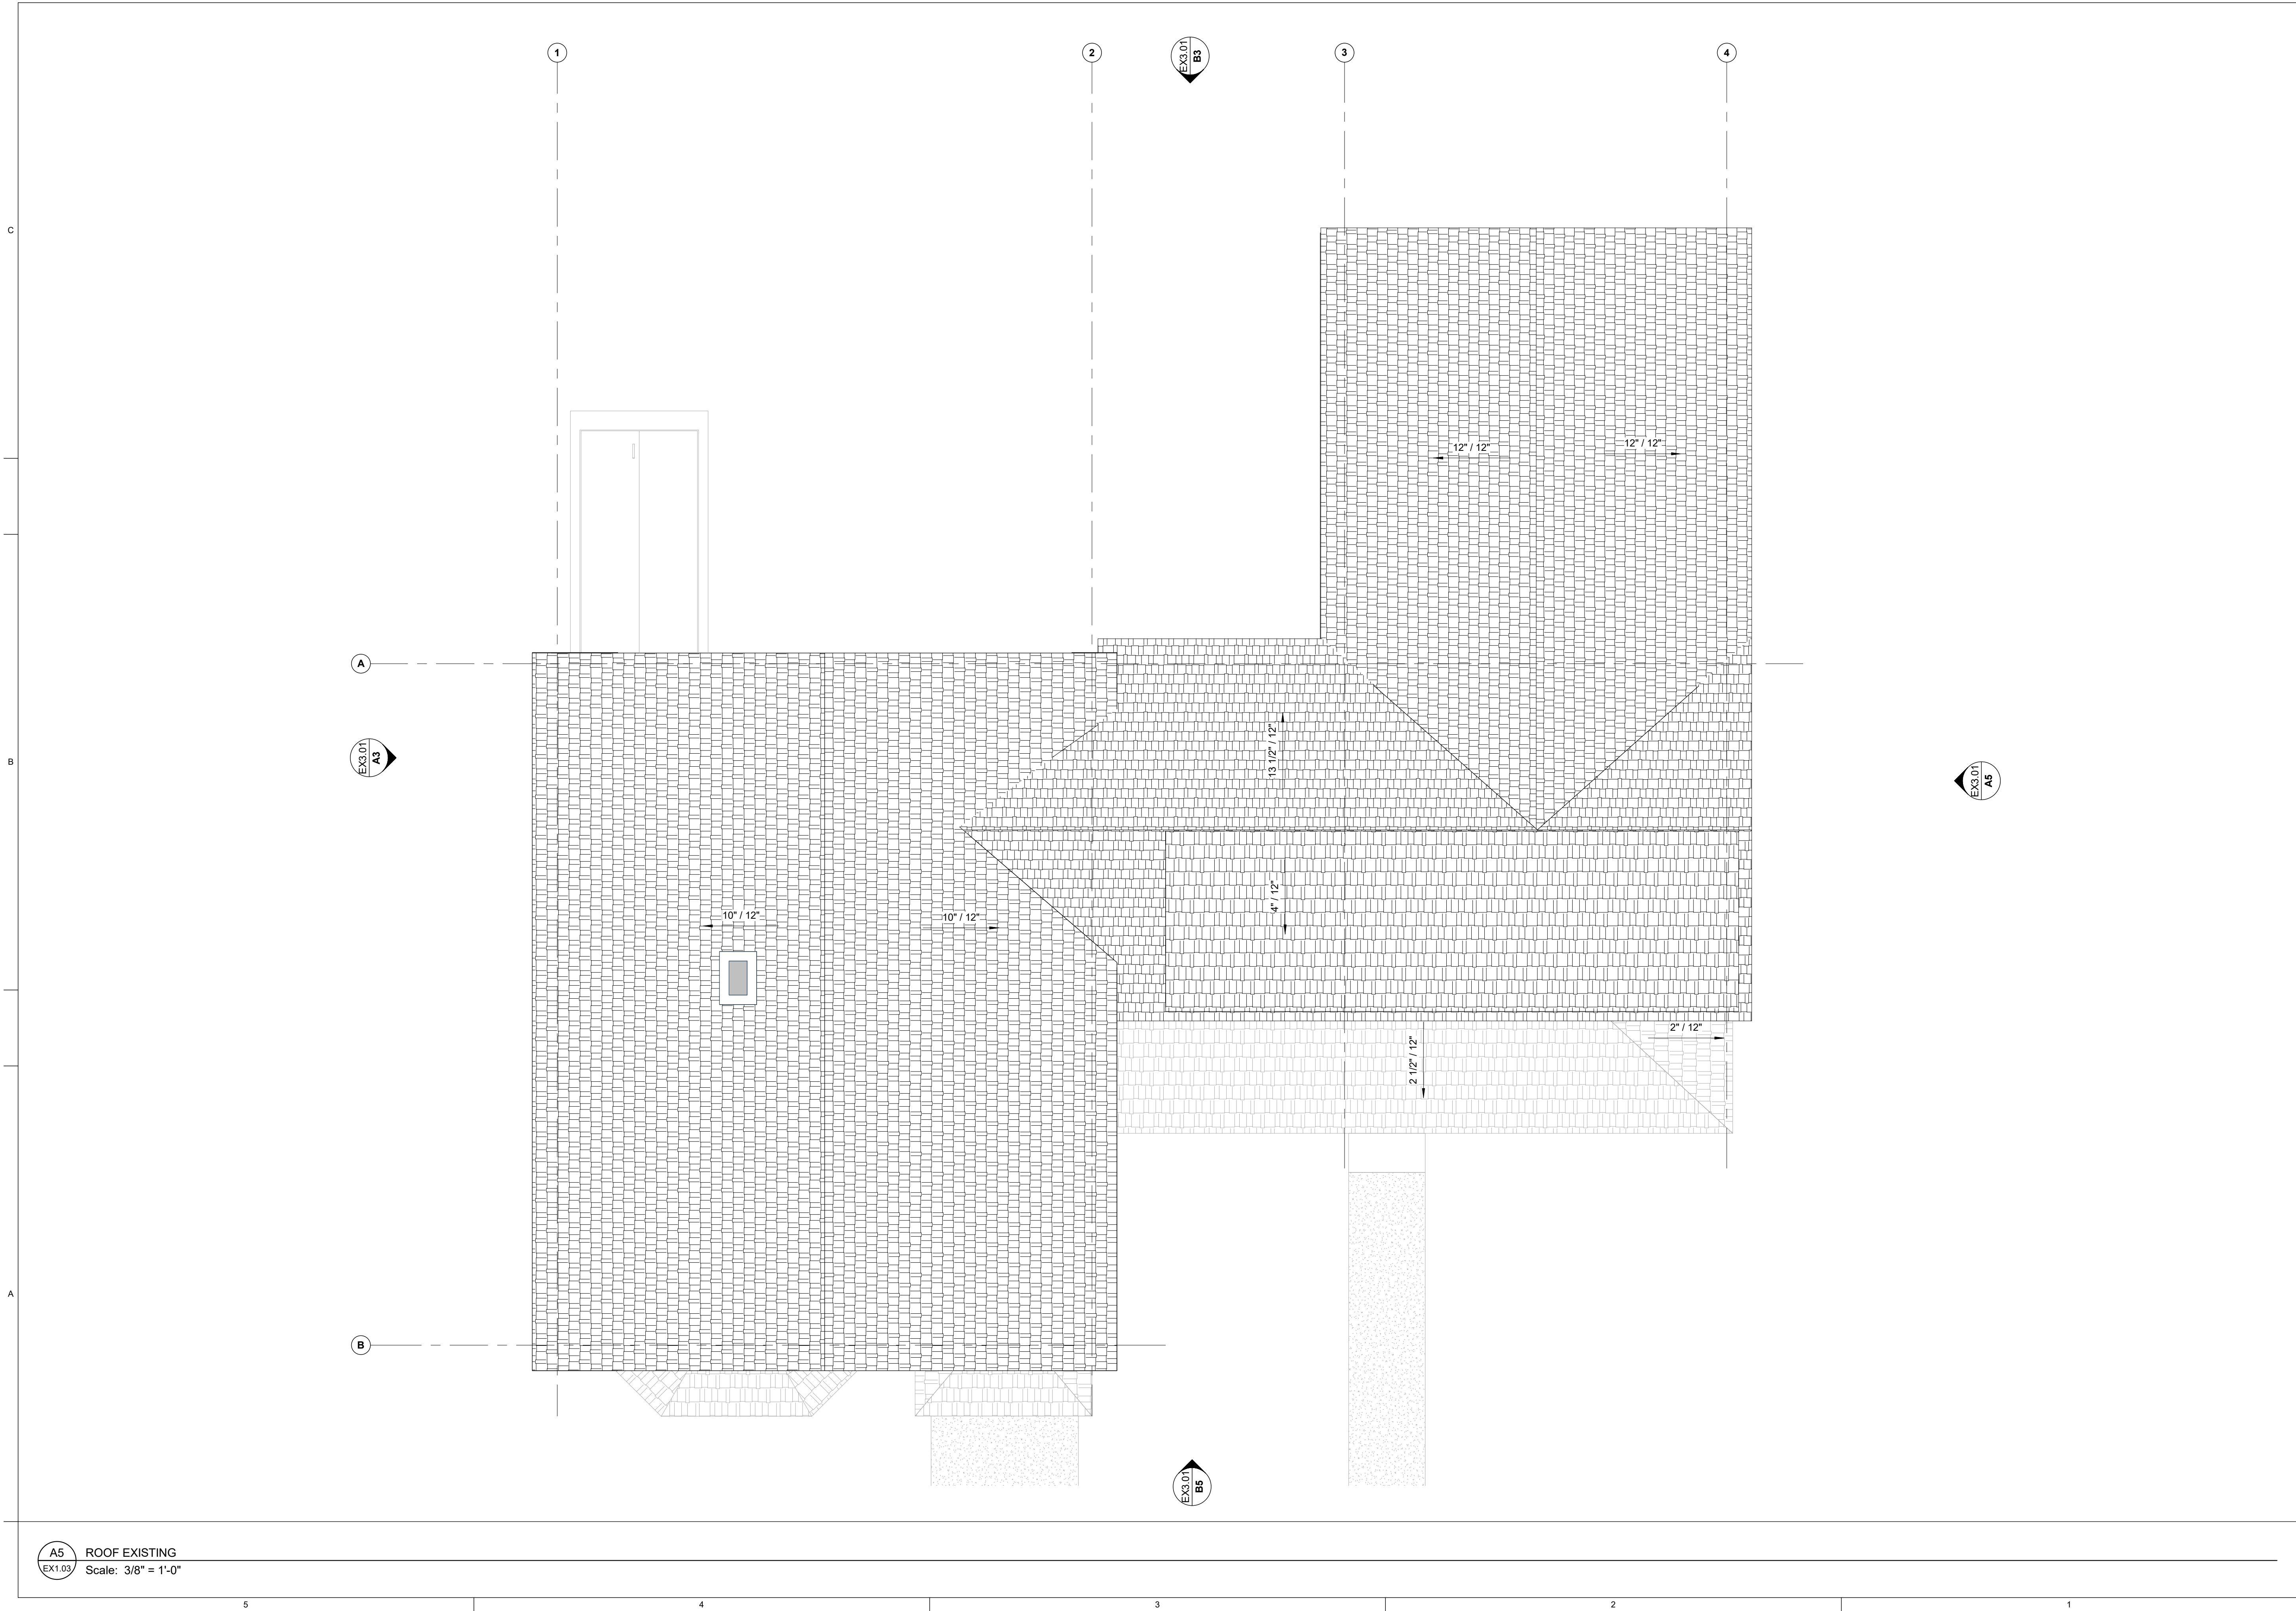 1
2
EX3.01
B3
3
4
C
12" / 12"
12" / 12"
A
13 1/2" / 12"
EX3.01
A3
B
EX3.01
A5
4" / 12"
10" / 12"
10" / 12"
2" / 12"
2 1/2" / 12"
A
B
EX3.01
B5
A5
EX1.03
ROOF EXISTING
Scale: 3/8" = 1'-0"
5
4
3
2
1